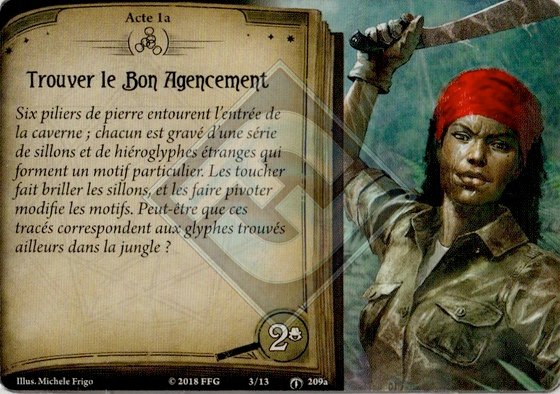 Acte 1a
Trouver le Bon Agencement
Six piliers de pierre entourent l'entrée de
la caverne ; chacun est gravé d'une série
de sillons et de hiéroglyphes étranges qui
forment un motif particulier. Les toucher
fait briller les sillons, et les faire pivoter
modifie les motifs. Peut-être que ces
tracés correspondent aux glyphes trouvés
ailleurs dans la jungle ?
2
Illus. Michele Frigo © 2018 FFG 3/13 209a